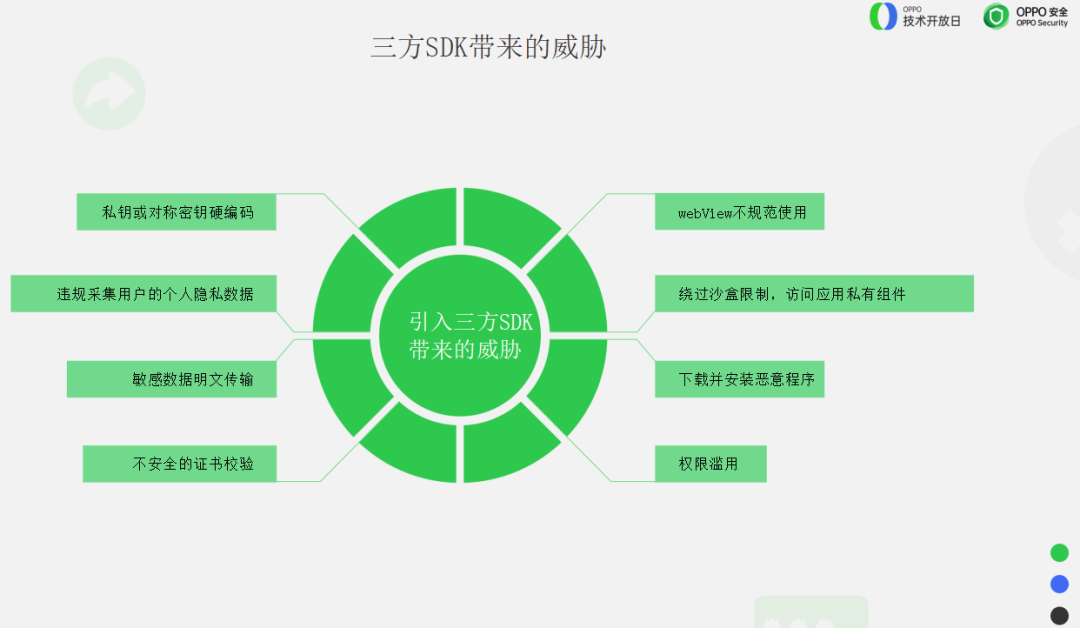 OPPO
技术开放日
OPPO 安全
OPPO Security
三方SDK带来的威胁
私钥或对称密钥硬编码
webView不规范使用
违规采集用户的个人隐私数据
绕过沙盒限制，访问应用私有组件
引入三方SDK
带来的威胁
敏感数据明文传输
下载并安装恶意程序
不安全的证书校验
权限滥用